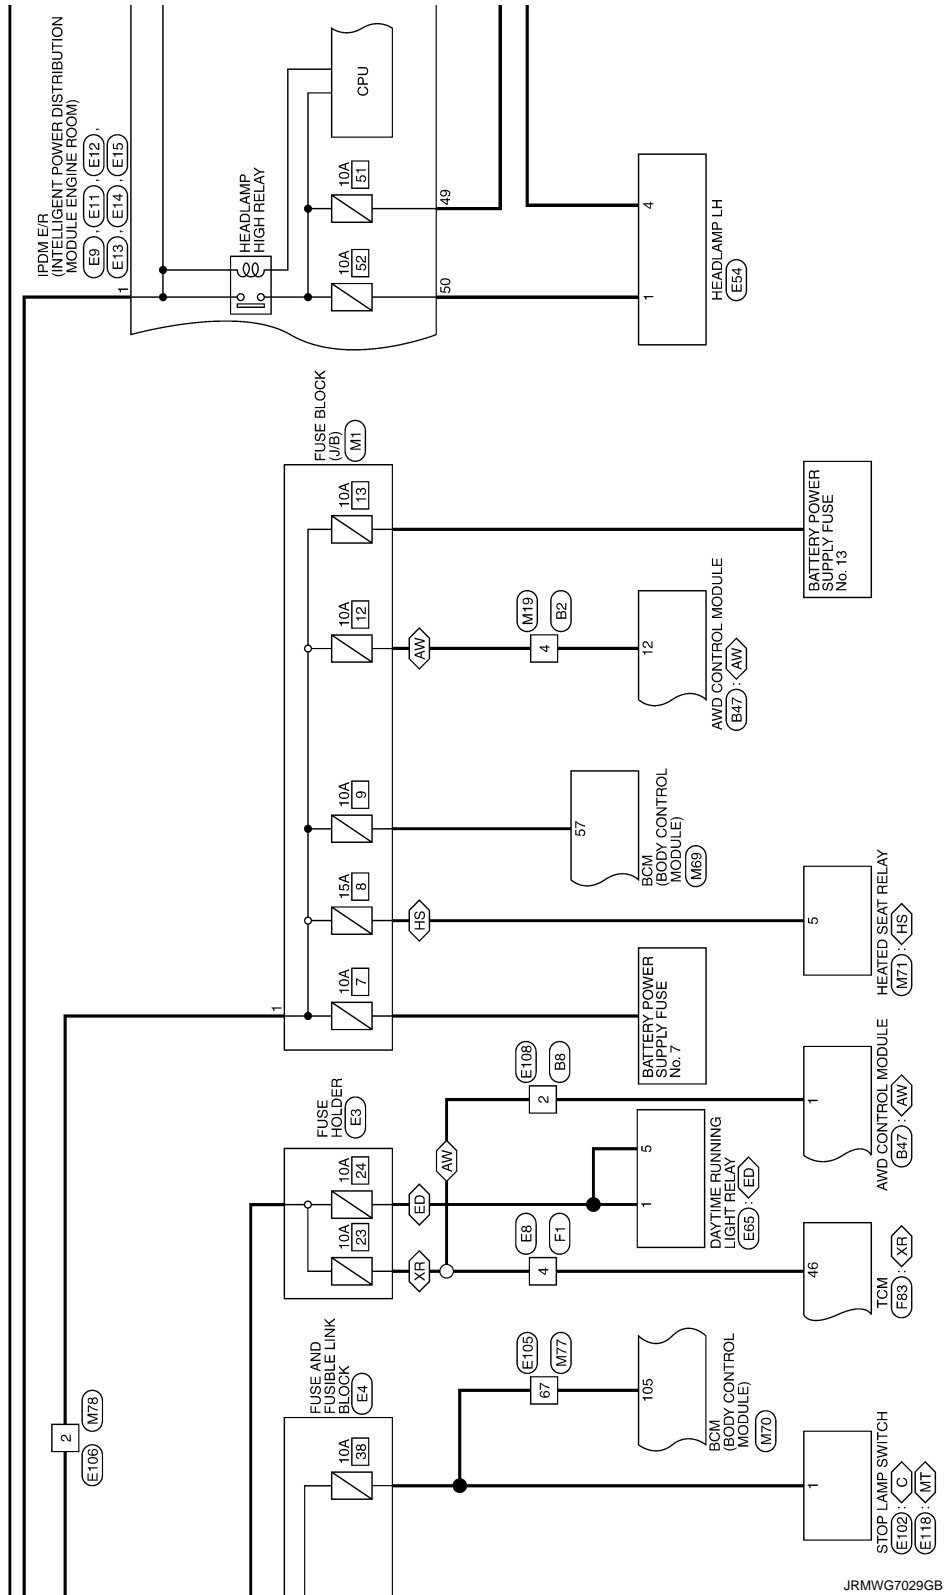 IPDM E/R
(INTELLIGENT POWER DISTRIBUTION
MODULE ENGINE ROOM)
E9 , E11 , E12 ,
E13 , E14 , E15
1
HEADLAMP
HIGH RELAY
CPU
10A
51
10A
52
49
50
4
1
HEADLAMP LH
E54
FUSE BLOCK
(J/B)
M1
1
10A
7
15A
8
10A
9
10A
12
10A
13
BATTERY POWER
SUPPLY FUSE
No. 7
HS
5
HEATED SEAT RELAY
M71 : HS
57
BCM
(BODY CONTROL
MODULE)
M69
AW
M19
4
B2
12
AWD CONTROL MODULE
B47 : AW
BATTERY POWER
SUPPLY FUSE
No. 13
FUSE
HOLDER
E3
10A
23
10A
24
XR
ED
AW
E8
4
F1
E108
2
B8
46
TCM
F83 : XR
1
5
DAYTIME RUNNING
LIGHT RELAY
E65 : ED
1
AWD CONTROL MODULE
B47 : AW
FUSE AND
FUSIBLE LINK
BLOCK
E4
10A
38
E105
67
M77
105
BCM
(BODY CONTROL
MODULE)
M70
1
STOP LAMP SWITCH
E102 : C
E118 : MT
2
E106
M78
JRMWG7029GB